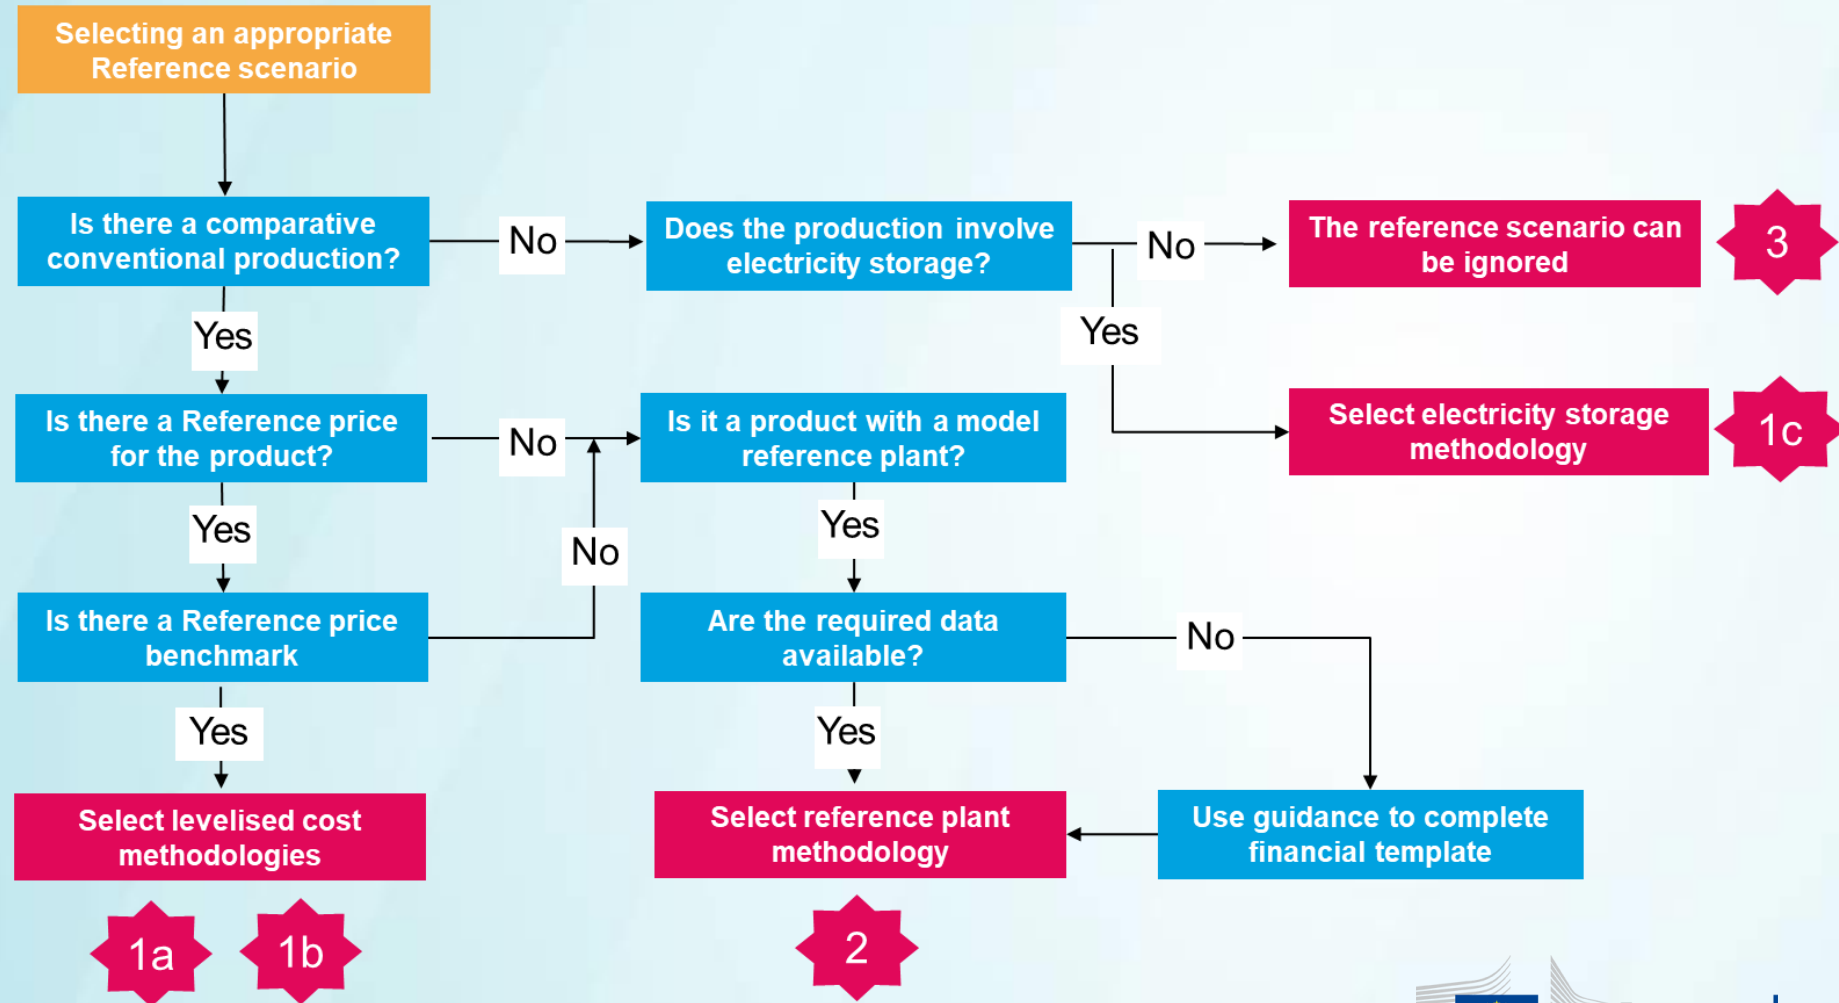 Selecting an appropriate
Reference scenario
Is there a comparative
conventional production?
No
Does the production involve
electricity storage?
No
The reference scenario can
be ignored
3
Yes
Yes
Is there a Reference price
for the product?
No
Is it a product with a model
reference plant?
Select electricity storage
methodology
1c
Yes
No
Yes
Is there a Reference price
benchmark
Are the required data
available?
No
Yes
Yes
Select levelised cost
methodologies
Select reference plant
methodology
Use guidance to complete
financial template
1a
1b
2